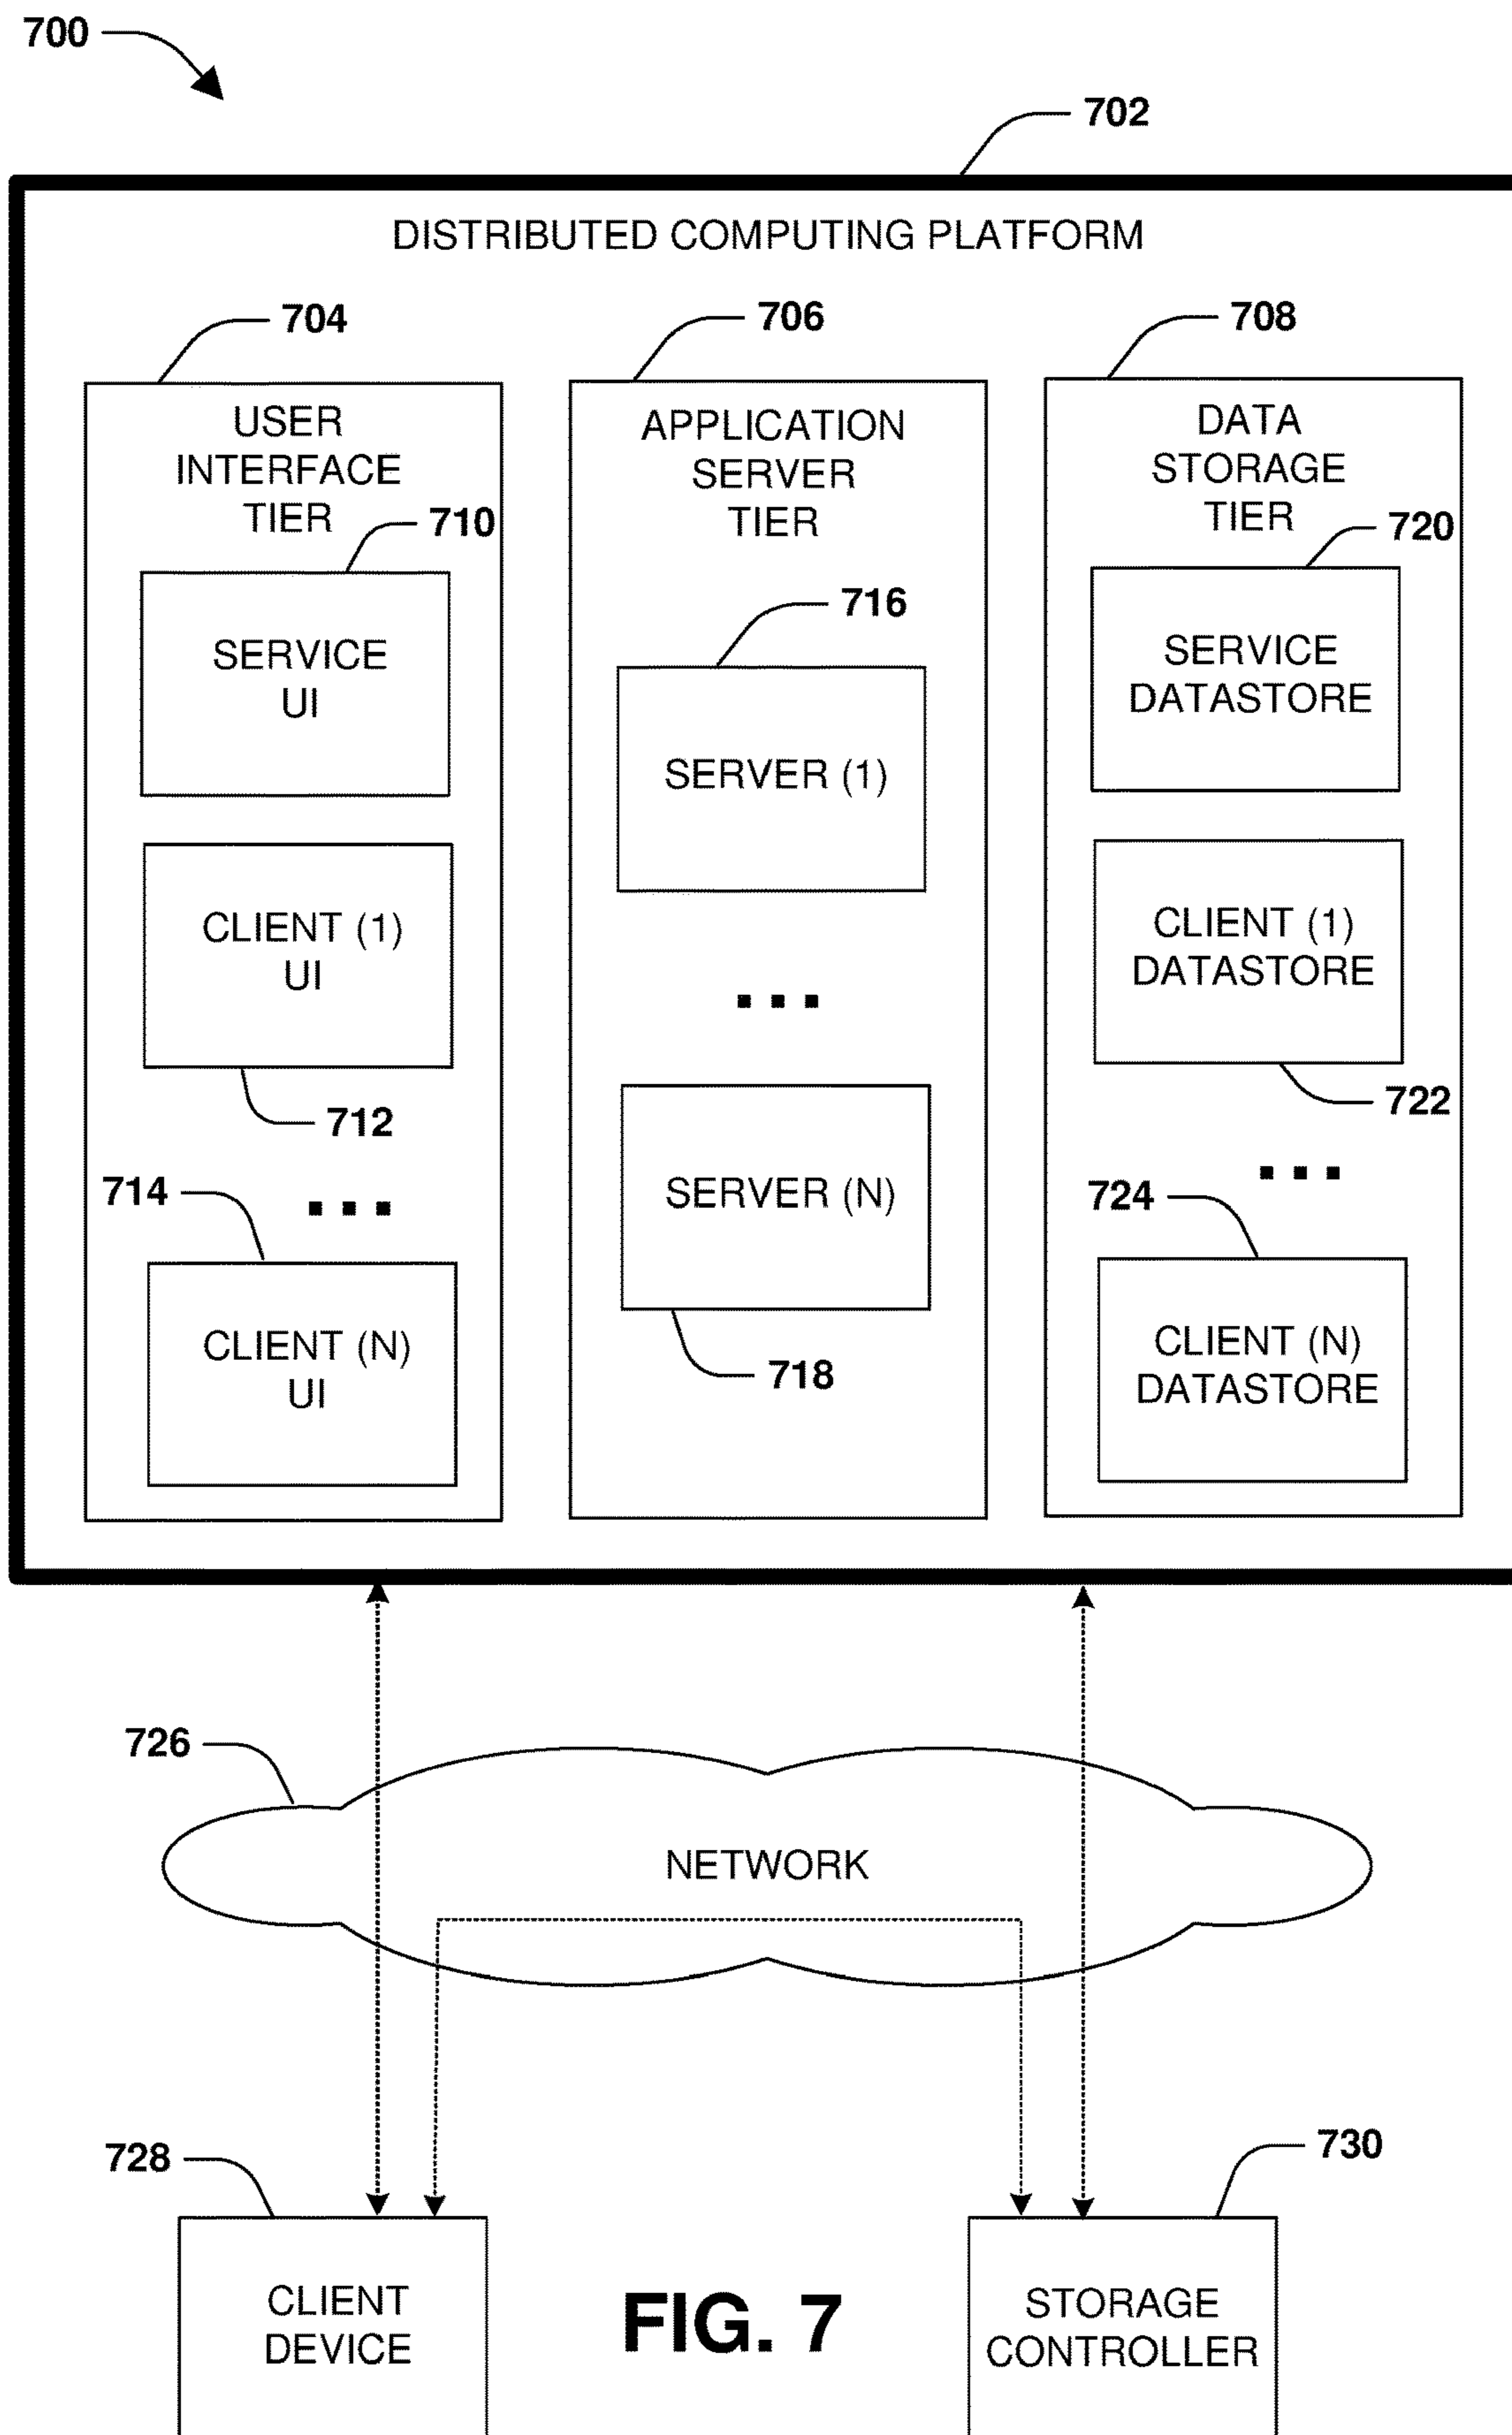 700
702
DISTRIBUTED COMPUTING PLATFORM
704
USER
INTERFACE
TIER
710
SERVICE
UI
CLIENT (1)
UI
712
714
...
CLIENT (N)
UI
706
APPLICATION
SERVER
TIER
716
SERVER (1)
...
SERVER (N)
718
708
DATA
STORAGE
TIER
720
SERVICE
DATASTORE
CLIENT (1)
DATASTORE
722
...
724
CLIENT (N)
DATASTORE
726
NETWORK
728
CLIENT
DEVICE
FIG. 7
730
STORAGE
CONTROLLER